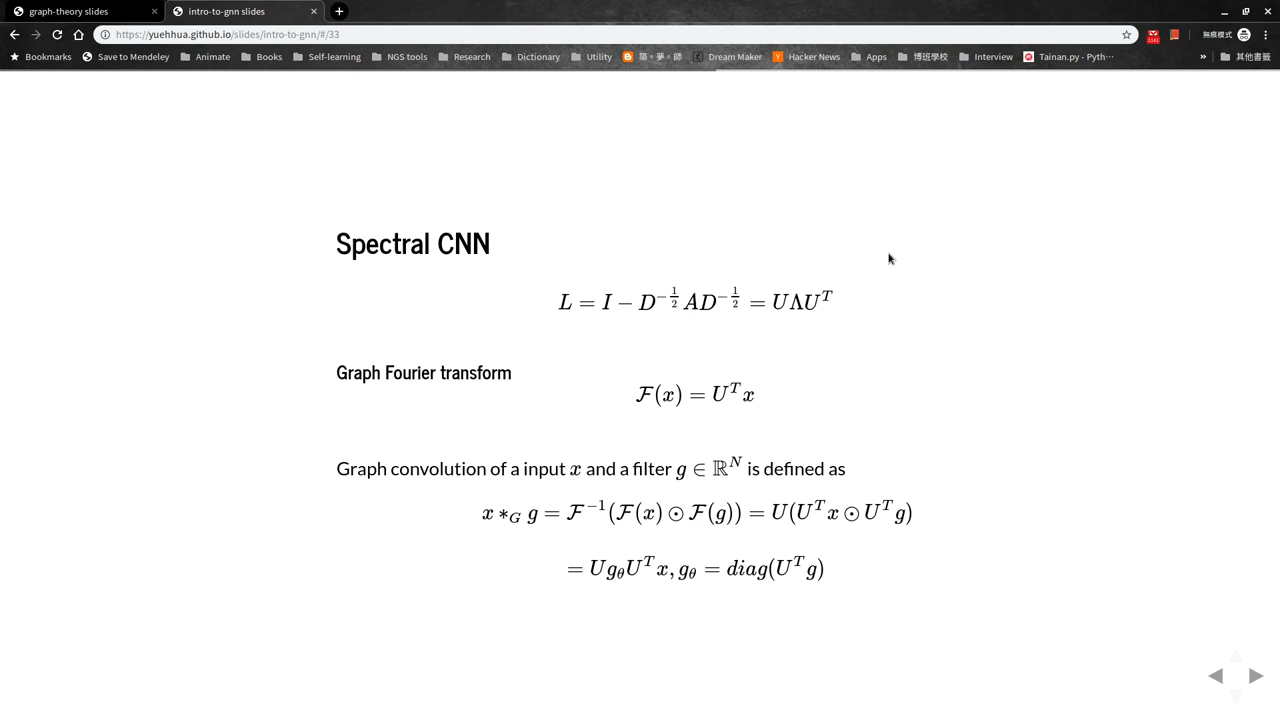 graph-theory slides
intro-to-gnn slides
https://yuehhua.github.io/slides/intro-to-gnn/#/33
無痕模式
Bookmarks Save to Mendeley Animate Books Self-learning NGS tools Research Dictionary Utility 築。夢。師 Dream Maker Hacker News Apps 博班學校 Interview Tainan.py - Pyth··· » 其他書籤
Spectral CNN
L = I − D^{−1/2} A D^{−1/2} = UΛU^T
Graph Fourier transform
ℱ(x) = U^T x
Graph convolution of a input x and a filter g ∈ ℝ^N is defined as
x ∗_G g = ℱ^{−1}(ℱ(x) ⊙ ℱ(g)) = U(U^T x ⊙ U^T g)
= U g_θ U^T x, g_θ = diag(U^T g)